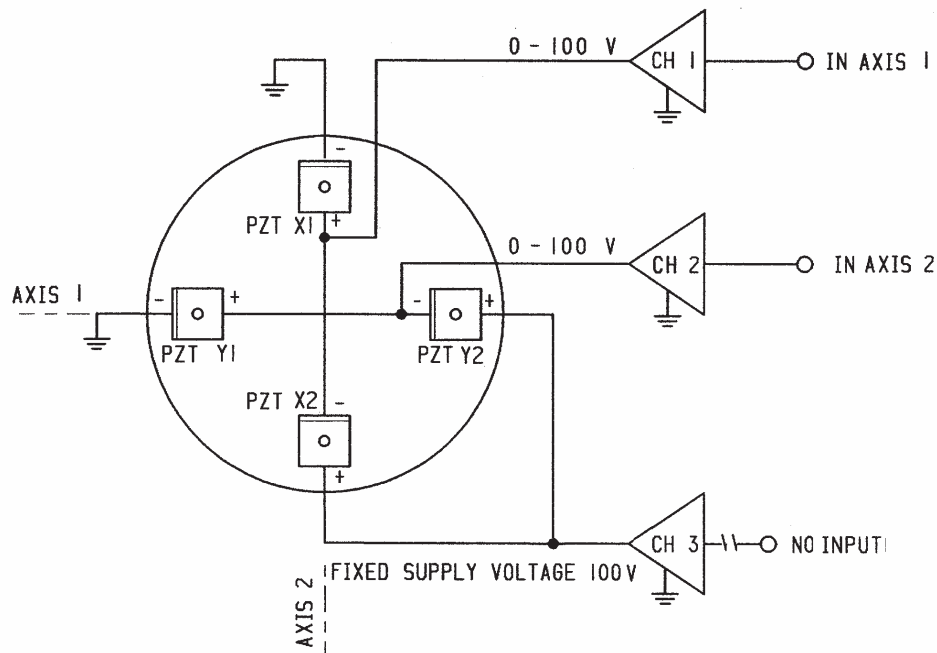 0-100 V
CH 1
IN AXIS 1
-
PZT X1
+
0-100 V
CH 2
IN AXIS 2
AXIS 1
- +
- +
PZT Y1
PZT Y2
PZT X2
-
+
CH 3
NO INPUT
FIXED SUPPLY VOLTAGE 100V
AXIS 2